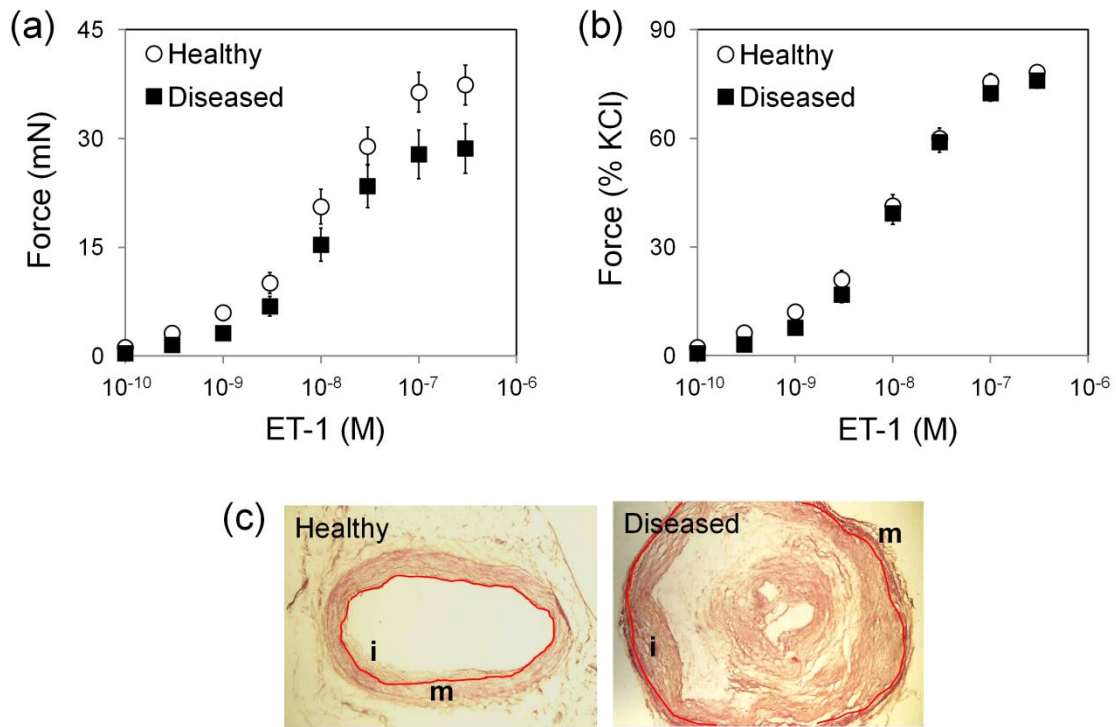 (a)
45
30
15
0
Force (mN)
Healthy
Diseased
10⁻¹⁰ 10⁻⁹ 10⁻⁸ 10⁻⁷ 10⁻⁶
ET-1 (M)
(b)
90
60
30
0
Force (% KCl)
Healthy
Diseased
10⁻¹⁰ 10⁻⁹ 10⁻⁸ 10⁻⁷ 10⁻⁶
ET-1 (M)
(c)
Healthy
i
m
Diseased
m
i